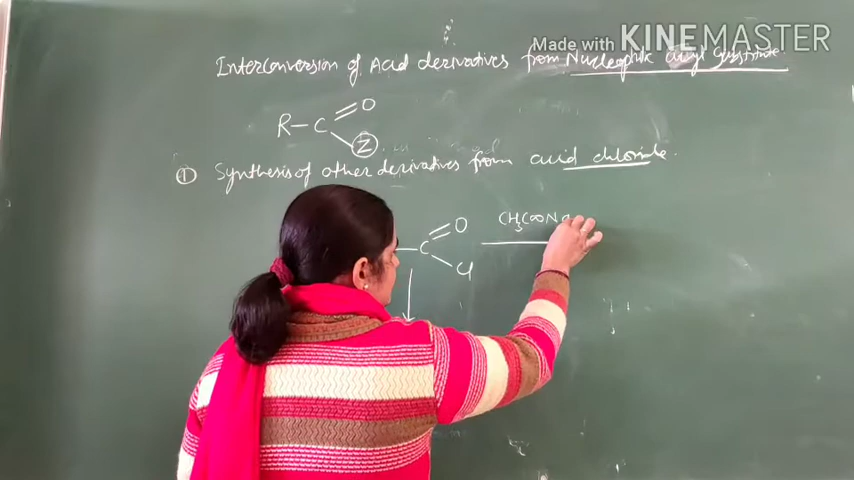 Made with KINEMASTER
Interconversion of Acid derivatives from Nucleophilic acyl
R-C
O
Z
① Synthesis of other derivatives from acid chloride.
C
O
Cl
CH₃COONa